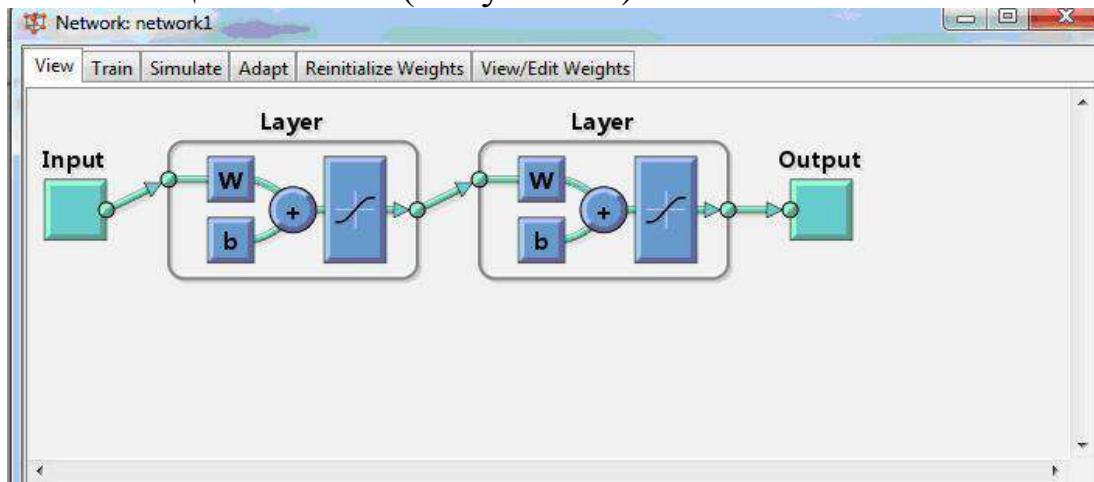 Network: network1
View Train Simulate Adapt Reinitialize Weights View/Edit Weights
Layer Layer
Input Output
W W
+ +
b b